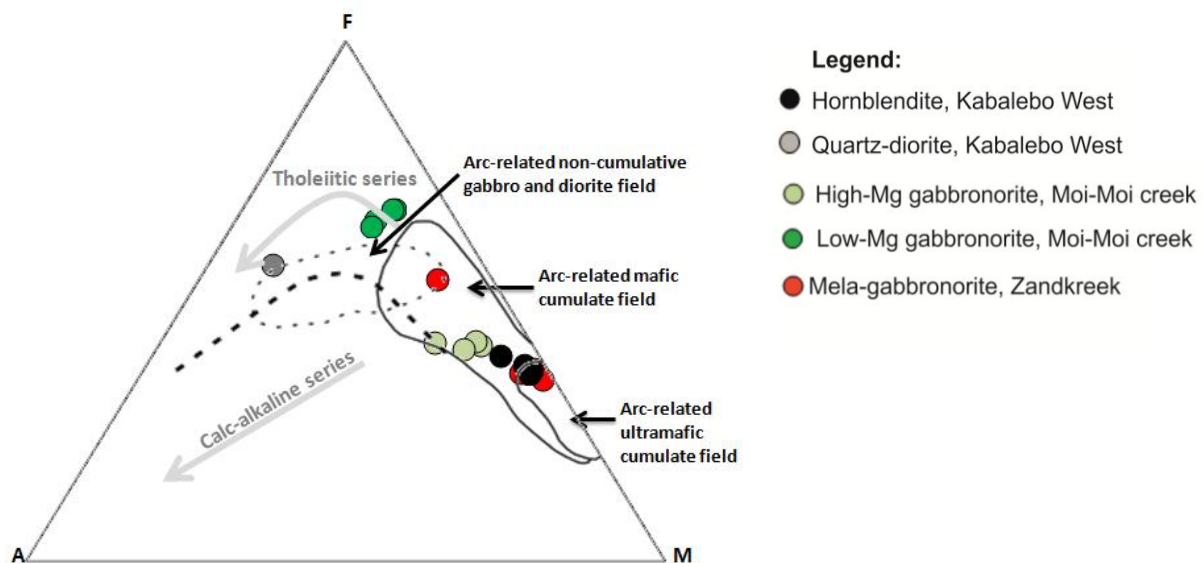 F
Tholeiitic series
Arc-related non-cumulative
gabbro and diorite field
Arc-related mafic
cumulate field
Arc-related
ultramafic
cumulate field
Calc-alkaline series
A
M
Legend:
Hornblendite, Kabalebo West
Quartz-diorite, Kabalebo West
High-Mg gabbronorite, Moi-Moi creek
Low-Mg gabbronorite, Moi-Moi creek
Mela-gabbronorite, Zandkreek